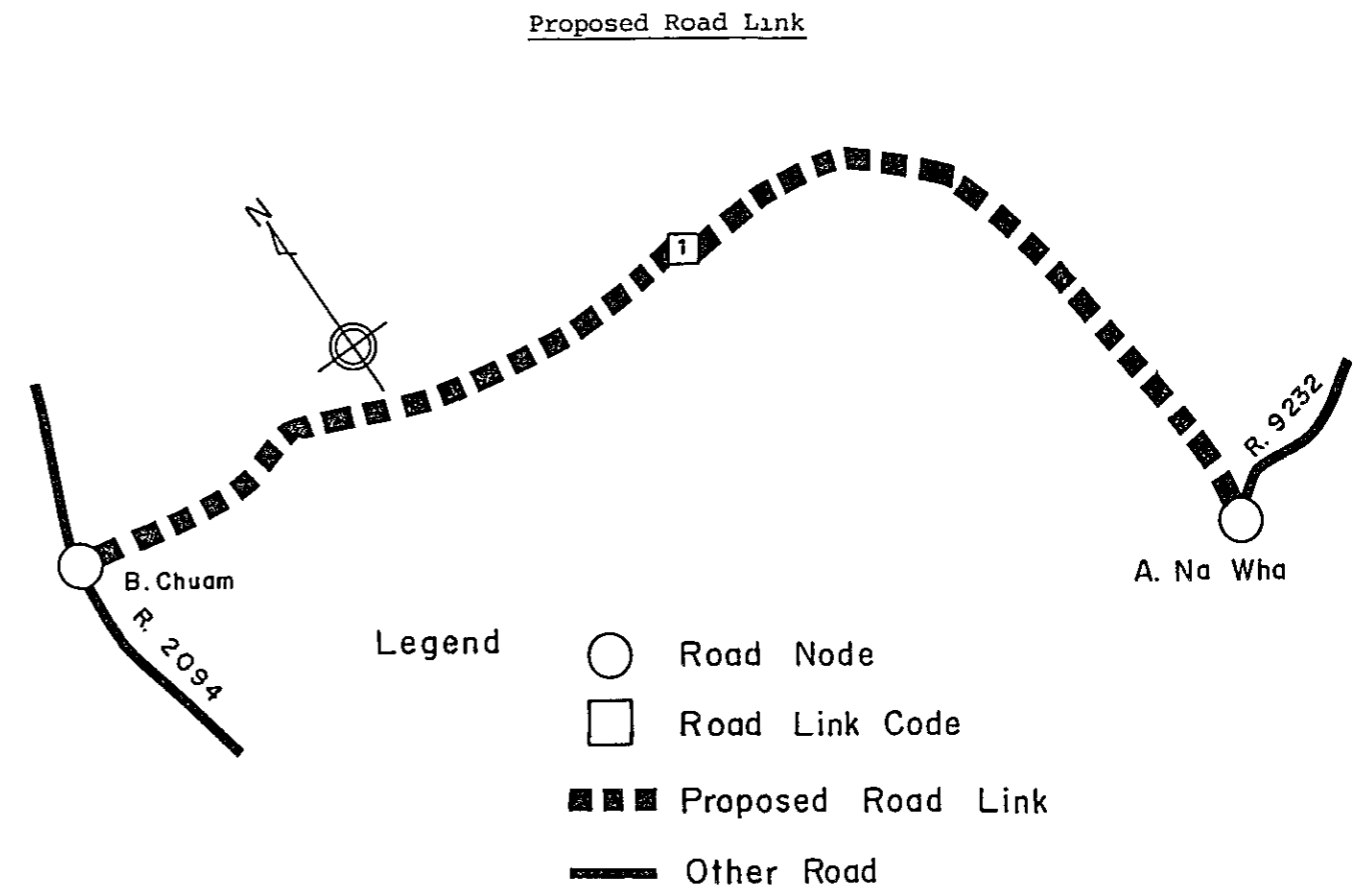 Proposed Road Link
N
1
R. 9232
A. Na Wha
B. Chuam
R. 2094
Legend
Road Node
Road Link Code
Proposed Road Link
Other Road